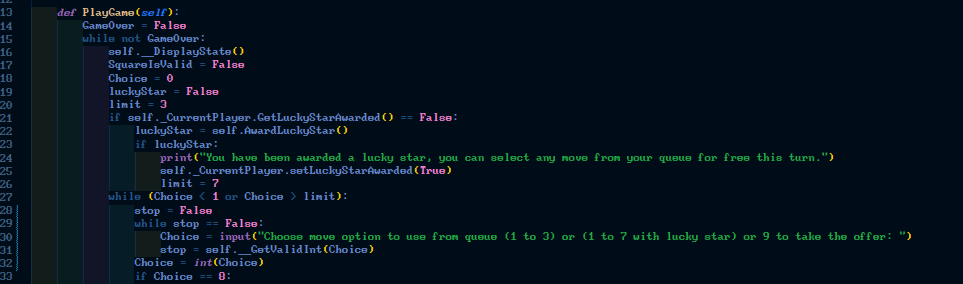 13 def PlayGame(self):
14 GameOver = False
15 while not GameOver:
16 self.__DisplayState()
17 SquareIsValid = False
18 Choice = 0
19 luckyStar = False
20 limit = 3
21 if self._CurrentPlayer.GetLuckyStarAwarded() == False:
22 luckyStar = self.AwardLuckyStar()
23 if luckyStar:
24 print("You have been awarded a lucky star, you can select any move from your queue for free this turn.")
25 self._CurrentPlayer.setLuckyStarAwarded(True)
26 limit = 7
27 while (Choice < 1 or Choice > limit):
28 stop = False
29 while stop == False:
30 Choice = input("Choose move option to use from queue (1 to 3) or (1 to 7 with lucky star) or 9 to take the offer: ")
31 stop = self.__GetValidInt(Choice)
32 Choice = int(Choice)
33 if Choice == 8: